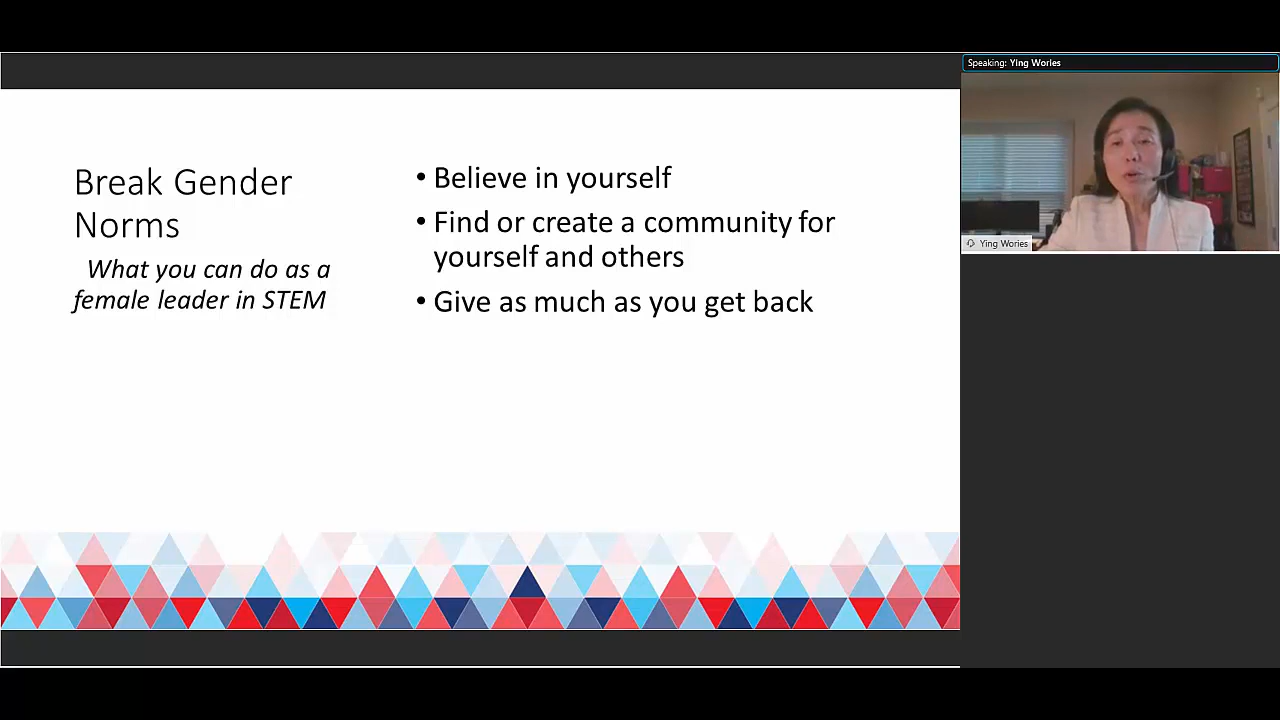 Break Gender
Norms
What you can do as a
female leader in STEM
• Believe in yourself
• Find or create a community for
yourself and others
• Give as much as you get back
Speaking: Ying Wories
Ying Wories